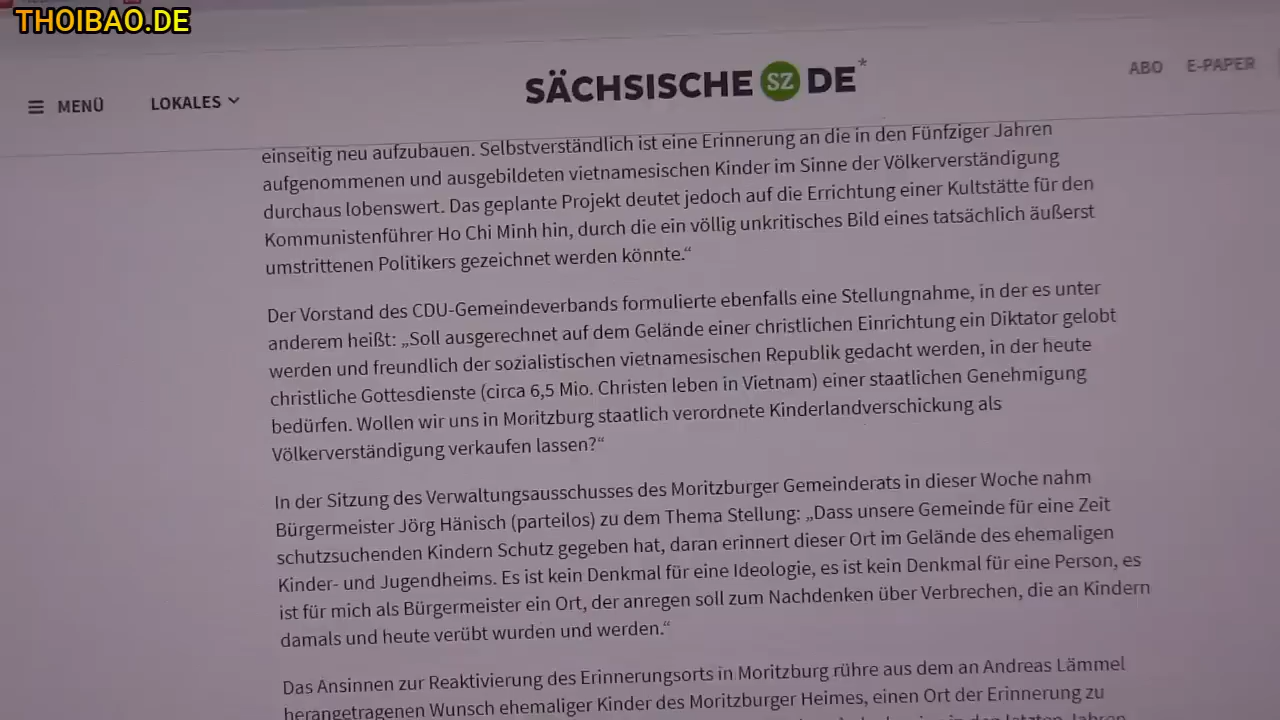 THOIBAO.DE
MENÜ LOKALES
SÄCHSISCHE SZ DE*
ABO E-PAPER
einseitig neu aufzubauen. Selbstverständlich ist eine Erinnerung an die in den Fünfziger Jahren
aufgenommenen und ausgebildeten vietnamesischen Kinder im Sinne der Völkerverständigung
durchaus lobenswert. Das geplante Projekt deutet jedoch auf die Errichtung einer Kultstätte für den
Kommunistenführer Ho Chi Minh hin, durch die ein völlig unkritisches Bild eines tatsächlich äußerst
umstrittenen Politikers gezeichnet werden könnte.“
Der Vorstand des CDU-Gemeindeverbands formulierte ebenfalls eine Stellungnahme, in der es unter
anderem heißt: „Soll ausgerechnet auf dem Gelände einer christlichen Einrichtung ein Diktator gelobt
werden und freundlich der sozialistischen vietnamesischen Republik gedacht werden, in der heute
christliche Gottesdienste (circa 6,5 Mio. Christen leben in Vietnam) einer staatlichen Genehmigung
bedürfen. Wollen wir uns in Moritzburg staatlich verordnete Kinderlandverschickung als
Völkerverständigung verkaufen lassen?“
In der Sitzung des Verwaltungsausschusses des Moritzburger Gemeinderats in dieser Woche nahm
Bürgermeister Jörg Hänisch (parteilos) zu dem Thema Stellung: „Dass unsere Gemeinde für eine Zeit
schutzsuchenden Kindern Schutz gegeben hat, daran erinnert dieser Ort im Gelände des ehemaligen
Kinder- und Jugendheims. Es ist kein Denkmal für eine Ideologie, es ist kein Denkmal für eine Person, es
ist für mich als Bürgermeister ein Ort, der anregen soll zum Nachdenken über Verbrechen, die an Kindern
damals und heute verübt wurden und werden.“
Das Ansinnen zur Reaktivierung des Erinnerungsorts in Moritzburg rühre aus dem an Andreas Lämmel
herangetragenen Wunsch ehemaliger Kinder des Moritzburger Heimes, einen Ort der Erinnerung zu